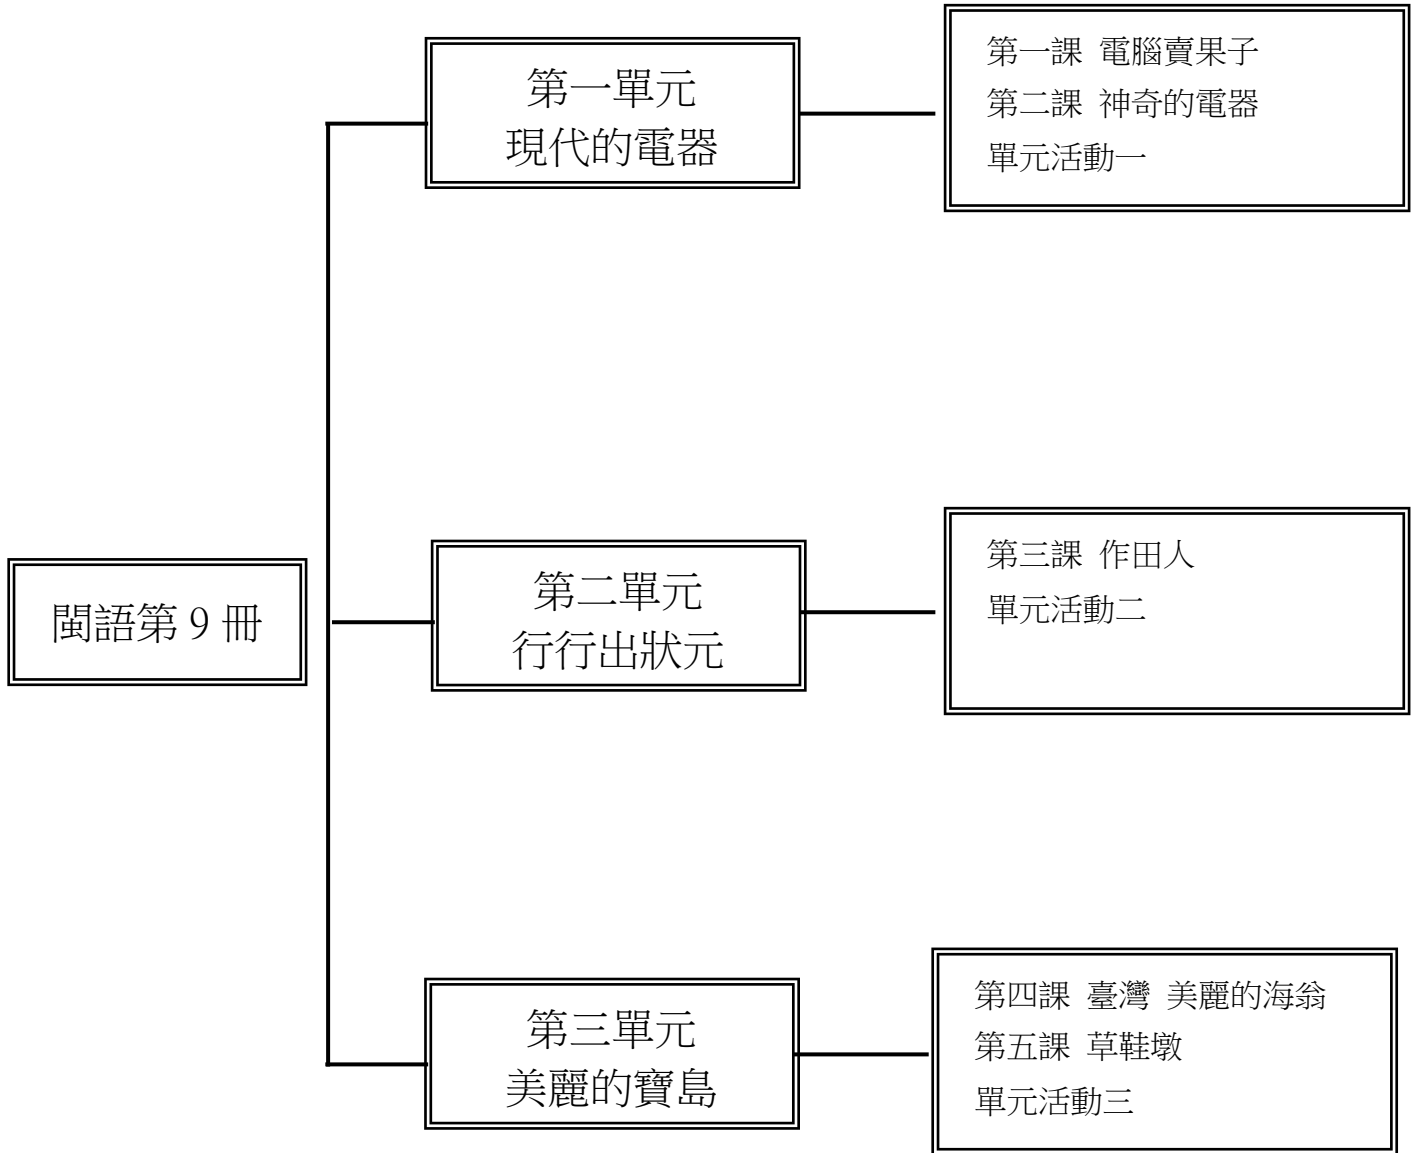 閩語第 9 冊
第一單元
現代的電器
第一課 電腦賣果子
第二課 神奇的電器
單元活動一
第二單元
行行出狀元
第三課 作田人
單元活動二
第三單元
美麗的寶島
第四課 臺灣 美麗的海翁
第五課 草鞋墩
單元活動三